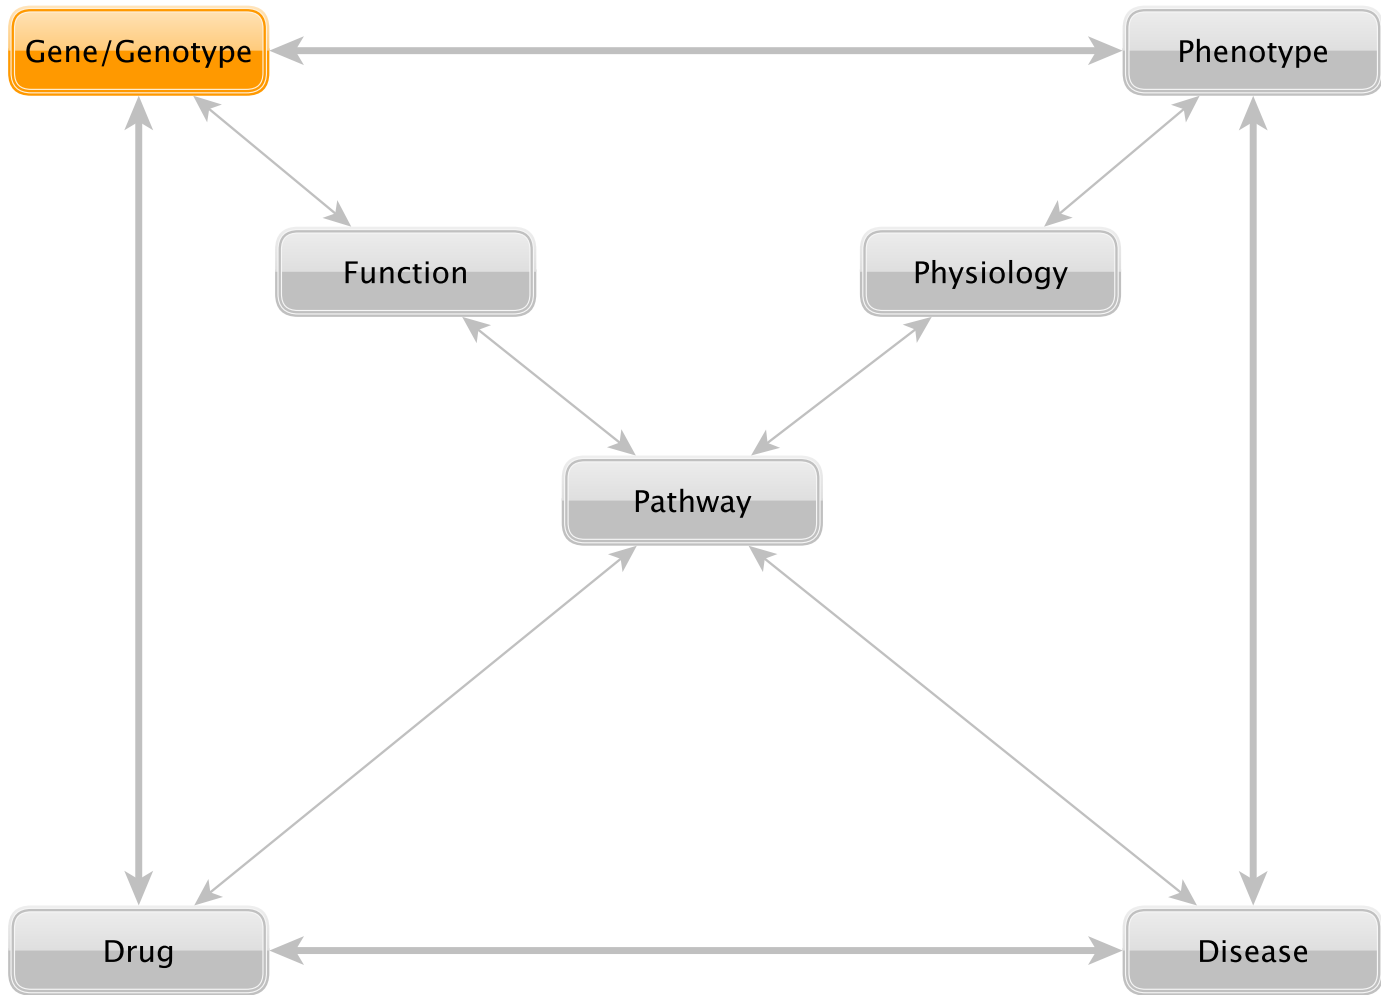 Gene/Genotype
Phenotype
Function
Physiology
Pathway
Drug
Disease